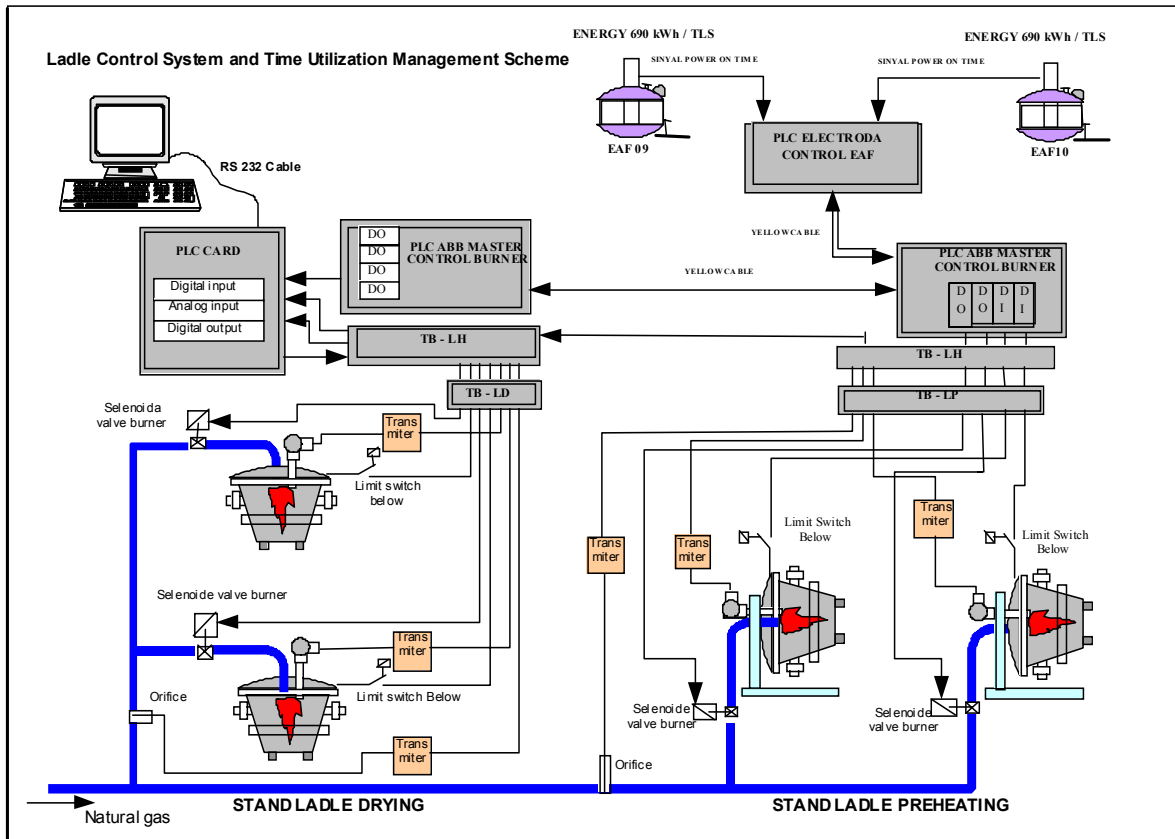 ENERGY 690 kWh / TLS
ENERGY 690 kWh / TLS
Ladle Control System and Time Utilization Management Scheme
SINYAL POWER ON TIME
SINYAL POWER ON TIME
EAF 09
EAF10
PLC ELECTRODA
CONTROL EAF
RS 232 Cable
YELLOW CABLE
PLC CARD
Digital input
Analog input
Digital output
DO
DO
DO
DO
PLC ABB MASTER
CONTROL BURNER
YELLOW CABLE
PLC ABB MASTER
CONTROL BURNER
D O
D O
D I
D I
TB - LH
TB - LH
TB - LD
TB - LP
Selenoida
valve burner
Trans
miter
Limit switch
below
Selenoide valve burner
Trans
miter
Limit switch Below
Orifice
Trans
miter
Trans
miter
Trans
miter
Limit Switch
Below
Trans
miter
Limit Switch
Below
Selenoide
valve burner
Selenoide
valve burner
Orifice
Natural gas
STAND LADLE DRYING
STAND LADLE PREHEATING